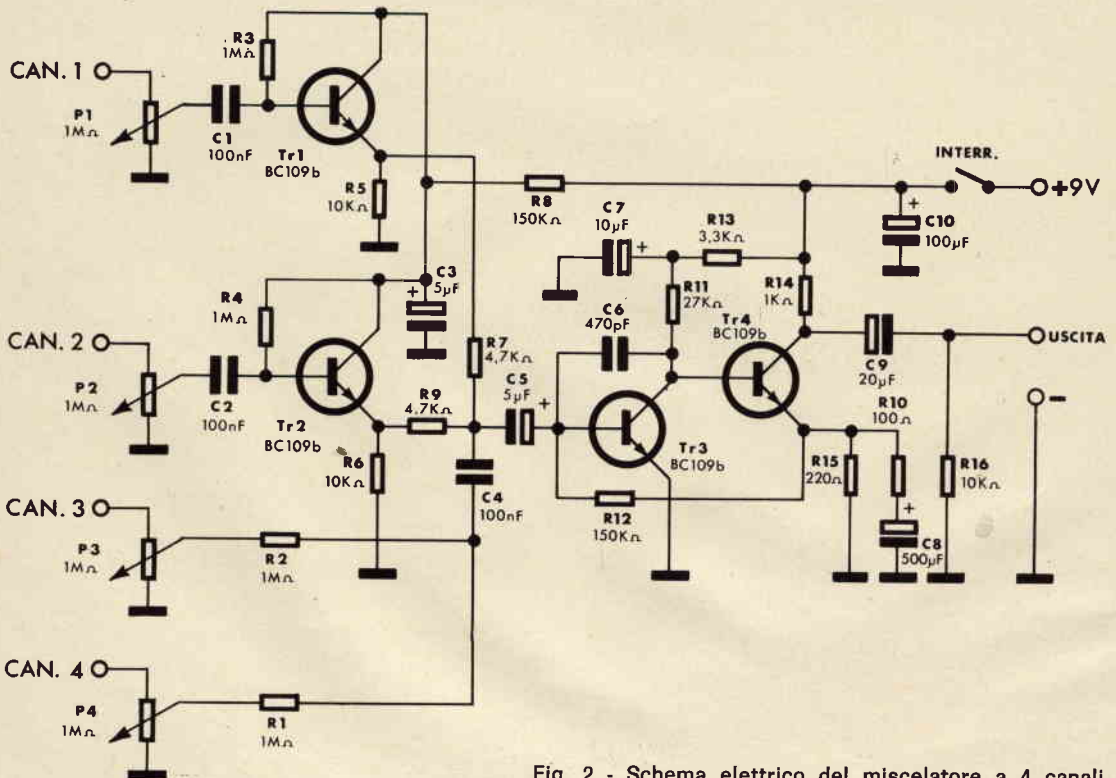 CAN. 1
P1
1MΩ
C1
100nF
R3
1MΩ
Tr1
BC109b
R5
10KΩ
R8
150KΩ
INTERR.
+9V
+
C10
100µF
C7
10µF
+
R13
3,3KΩ
R11
27KΩ
R14
1KΩ
CAN. 2
P2
1MΩ
C2
100nF
R4
1MΩ
Tr2
BC109b
R6
10KΩ
+
C3
5µF
R7
4,7KΩ
R9
4,7KΩ
C5
5µF
+
C6
470pF
Tr3
BC109b
Tr4
BC109b
C9
20µF
USCITA
-
R10
100Ω
R15
220Ω
+
C8
500µF
R16
10KΩ
R12
150KΩ
C4
100nF
CAN. 3
P3
1MΩ
R2
1MΩ
CAN. 4
P4
1MΩ
R1
1MΩ
Fig. 2 - Schema elettrico del miscelatore a 4 canali